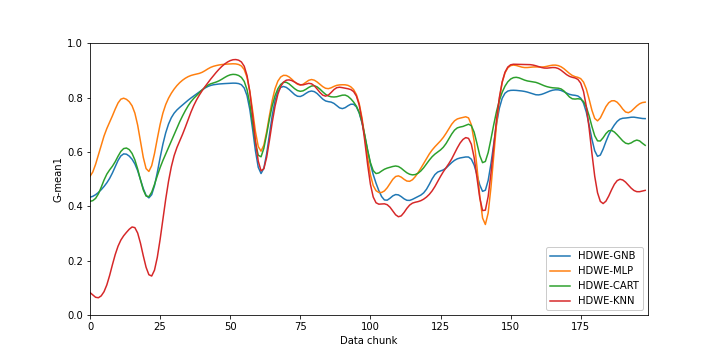 1.0
0.8
0.6
0.4
0.2
0.0
G-mean1
0 25 50 75 100 125 150 175
Data chunk
HDWE-GNB
HDWE-MLP
HDWE-CART
HDWE-KNN